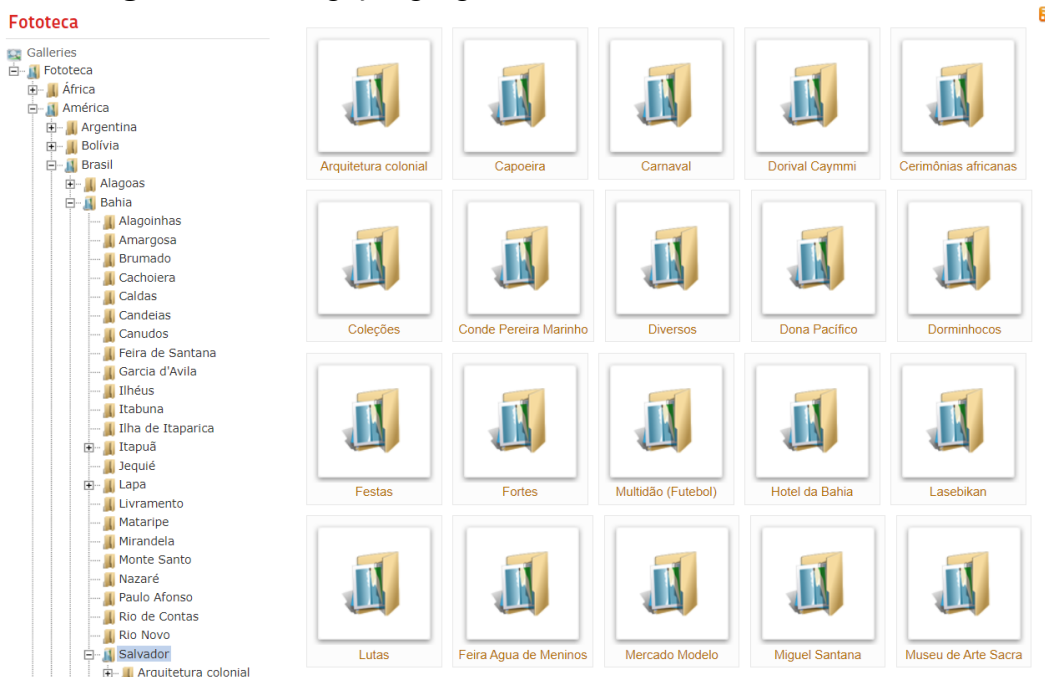 Fototeca
Galleries
Fototeca
África
América
Argentina
Bolívia
Brasil
Alagoas
Bahia
Alagoinhas
Amargosa
Brumado
Cachoiera
Caldas
Candeias
Canudos
Feira de Santana
Garcia d'Avila
Ilhéus
Itabuna
Ilha de Itaparica
Itapuã
Jequié
Lapa
Livramento
Mataripe
Mirandela
Monte Santo
Nazaré
Paulo Afonso
Rio de Contas
Rio Novo
Salvador
Arquitetura colonial
Arquitetura colonial Capoeira Carnaval Dorival Caymmi Cerimônias africanas
Coleções Conde Pereira Marinho Diversos Dona Pacífico Dorminhocos
Festas Fortes Multidão (Futebol) Hotel da Bahia Lasebikan
Lutas Feira Agua de Meninos Mercado Modelo Miguel Santana Museu de Arte Sacra